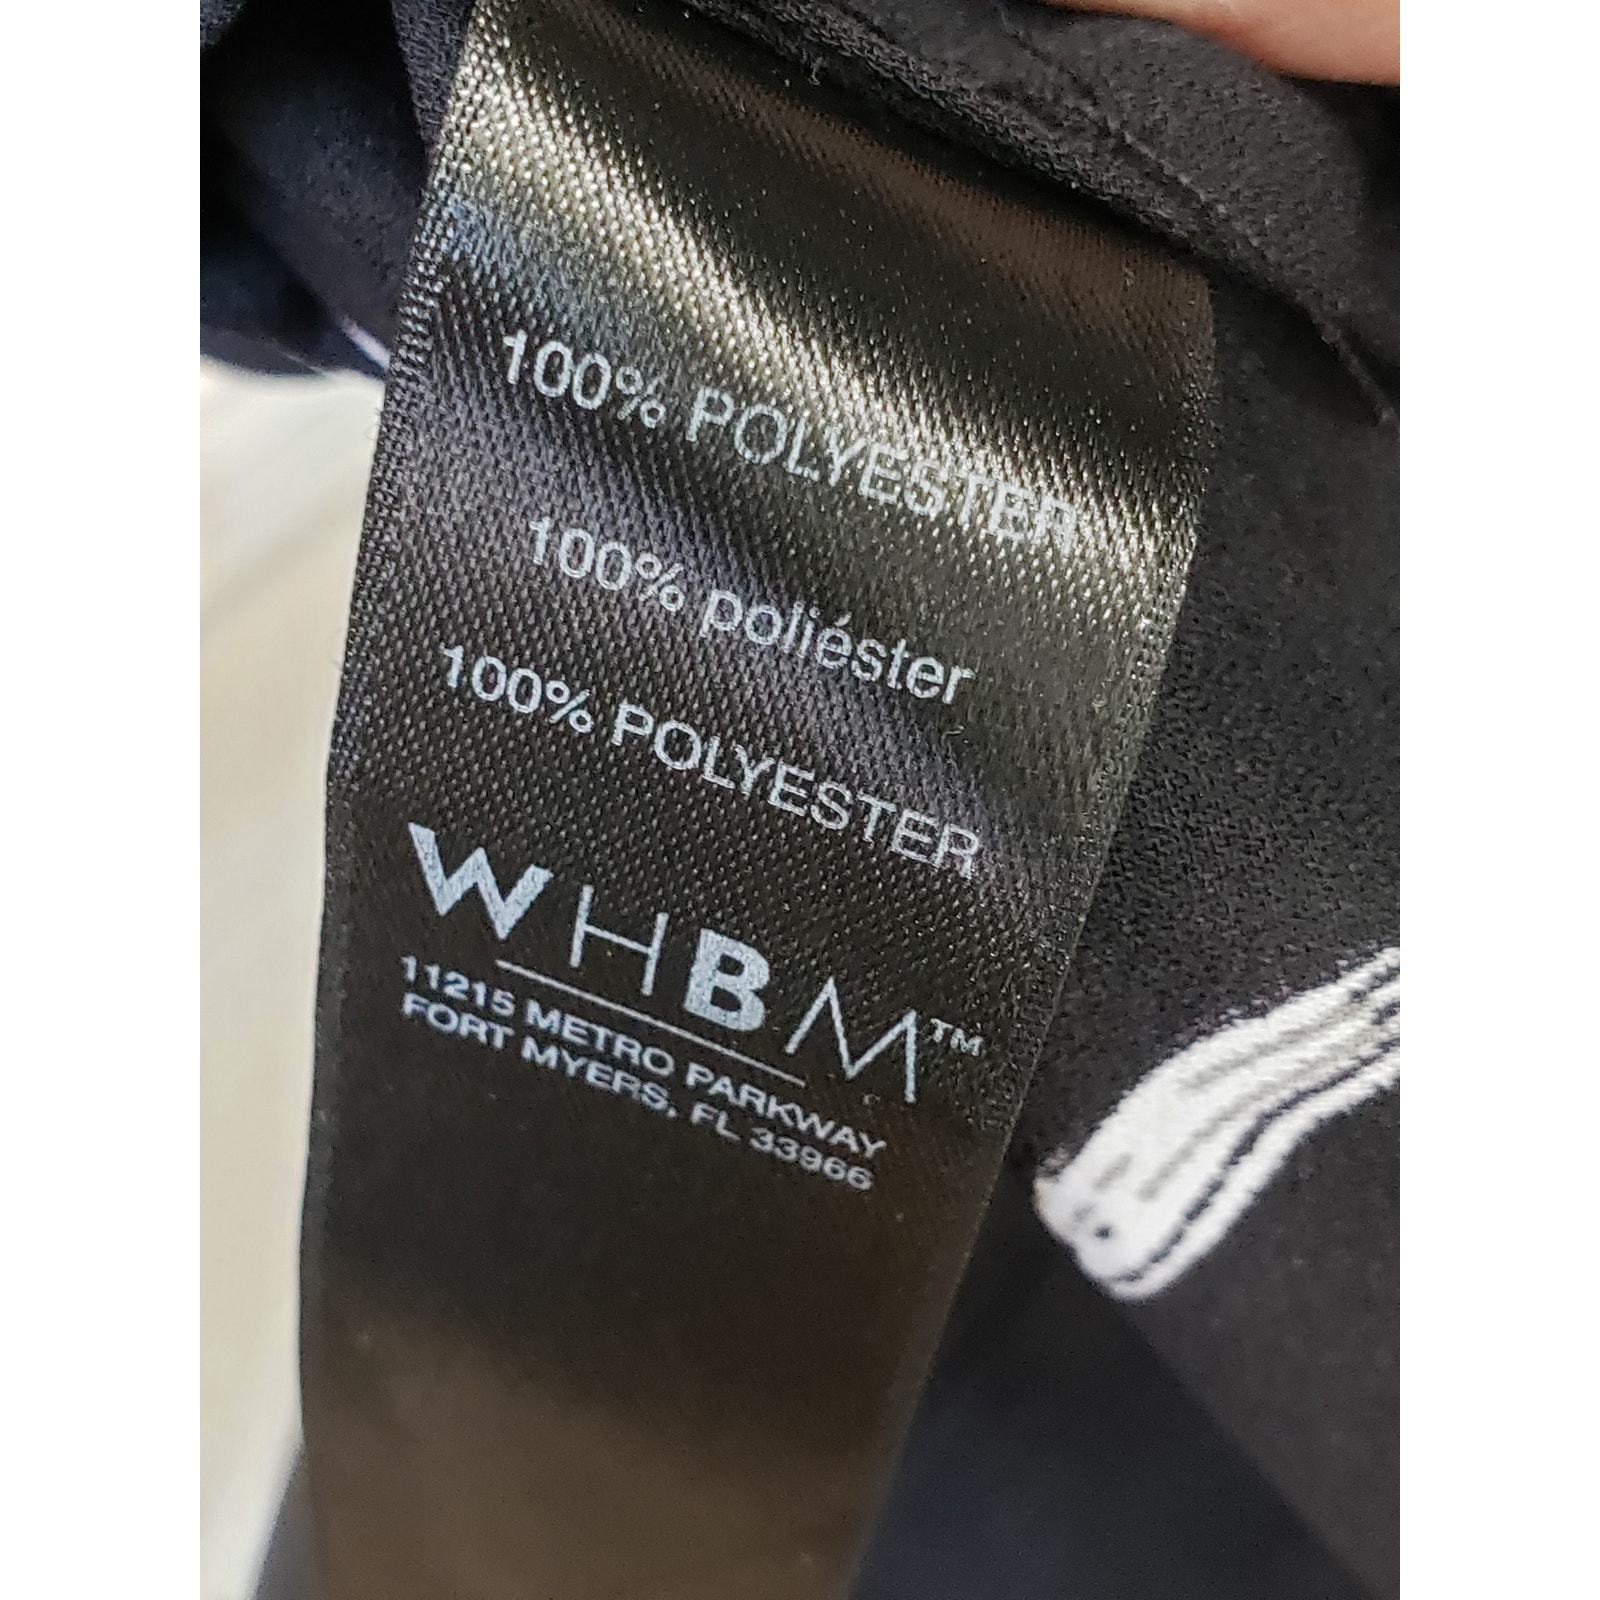 100% POLYESTER
100% poliéster
100% POLYESTER
WHBM™
11215 METRO PARKWAY
FORT MYERS, FL 33966